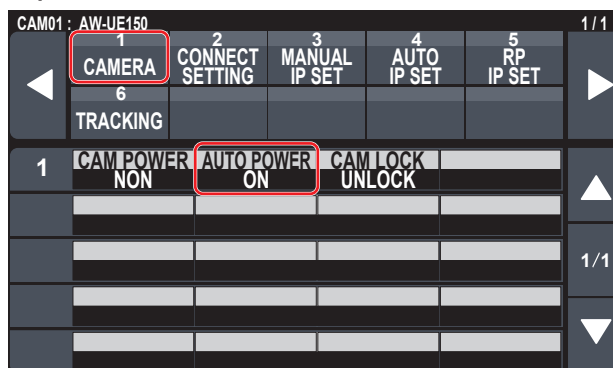 CAM01 : AW-UE150 1/1
1 2 3 4 5
CAMERA CONNECT SETTING MANUAL IP SET AUTO IP SET RP IP SET
6
TRACKING
1 CAM POWER AUTO POWER CAM LOCK
NON ON UNLOCK
1/1